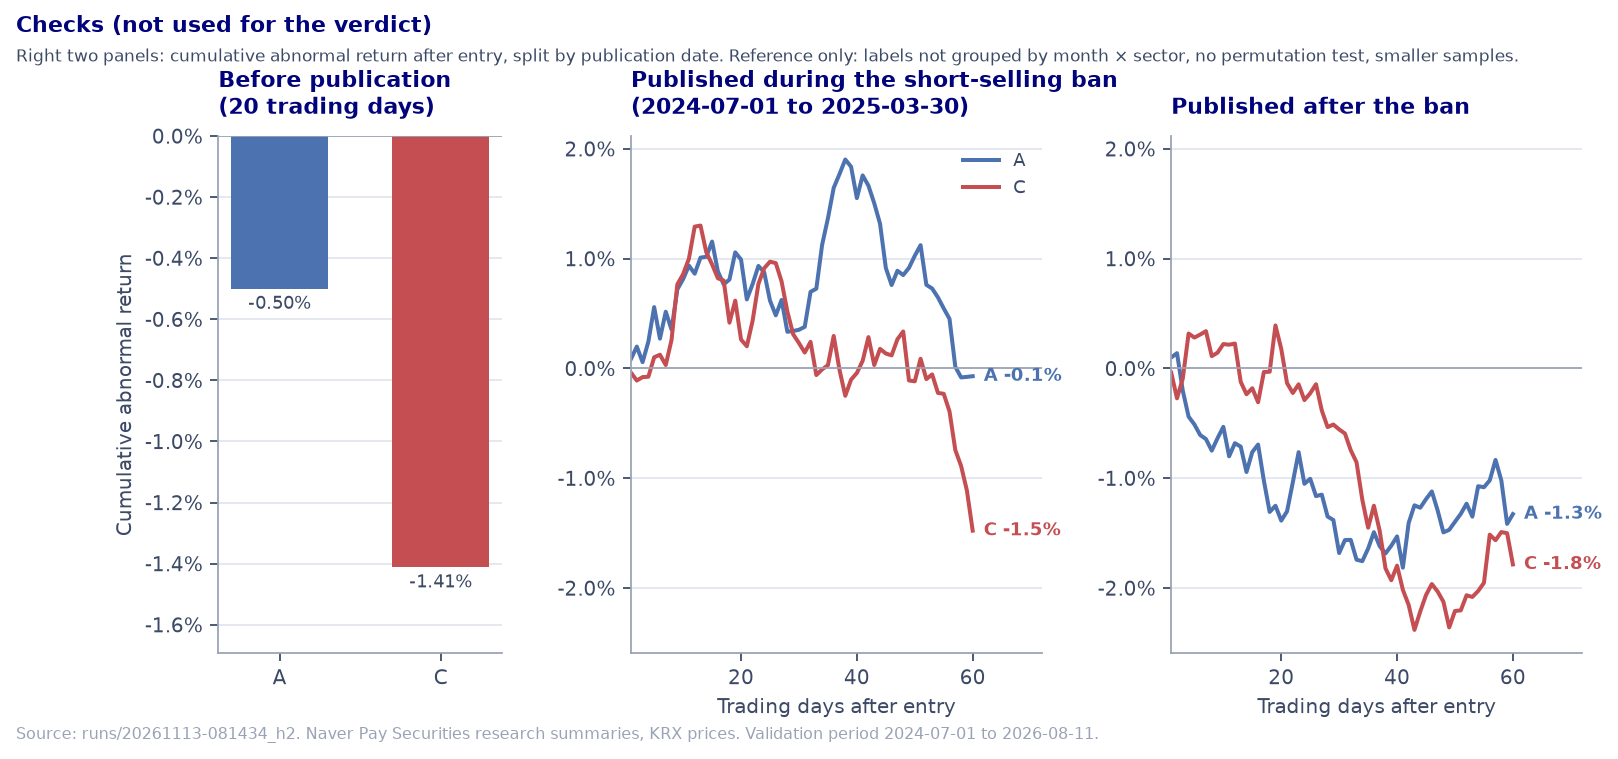 Checks (not used for the verdict)
Right two panels: cumulative abnormal return after entry, split by publication date. Reference only: labels not grouped by month × sector, no permutation test, smaller samples.
Before publication
(20 trading days)
Cumulative abnormal return
0.0%
-0.2%
-0.4%
-0.6%
-0.8%
-1.0%
-1.2%
-1.4%
-1.6%
-0.50%
-1.41%
A
C
Published during the short-selling ban
(2024-07-01 to 2025-03-30)
2.0%
1.0%
0.0%
-1.0%
-2.0%
A
C
A -0.1%
C -1.5%
20
40
60
Trading days after entry
Published after the ban
2.0%
1.0%
0.0%
-1.0%
-2.0%
A -1.3%
C -1.8%
20
40
60
Trading days after entry
Source: runs/20261113-081434_h2. Naver Pay Securities research summaries, KRX prices. Validation period 2024-07-01 to 2026-08-11.